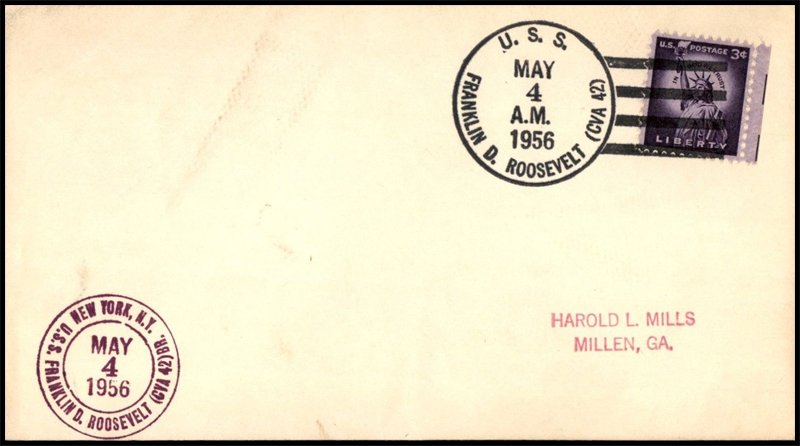 U.S.S.
MAY
4
A.M.
1956
FRANKLIN D. ROOSEVELT (CVA 42)
U.S. POSTAGE 3¢
IN GOD WE TRUST
LIBERTY
HAROLD L. MILLS
MILLEN, GA.
NEW YORK, N.Y.
MAY
4
1956
U.S.S. FRANKLIN D. ROOSEVELT (CVA 42) BR.